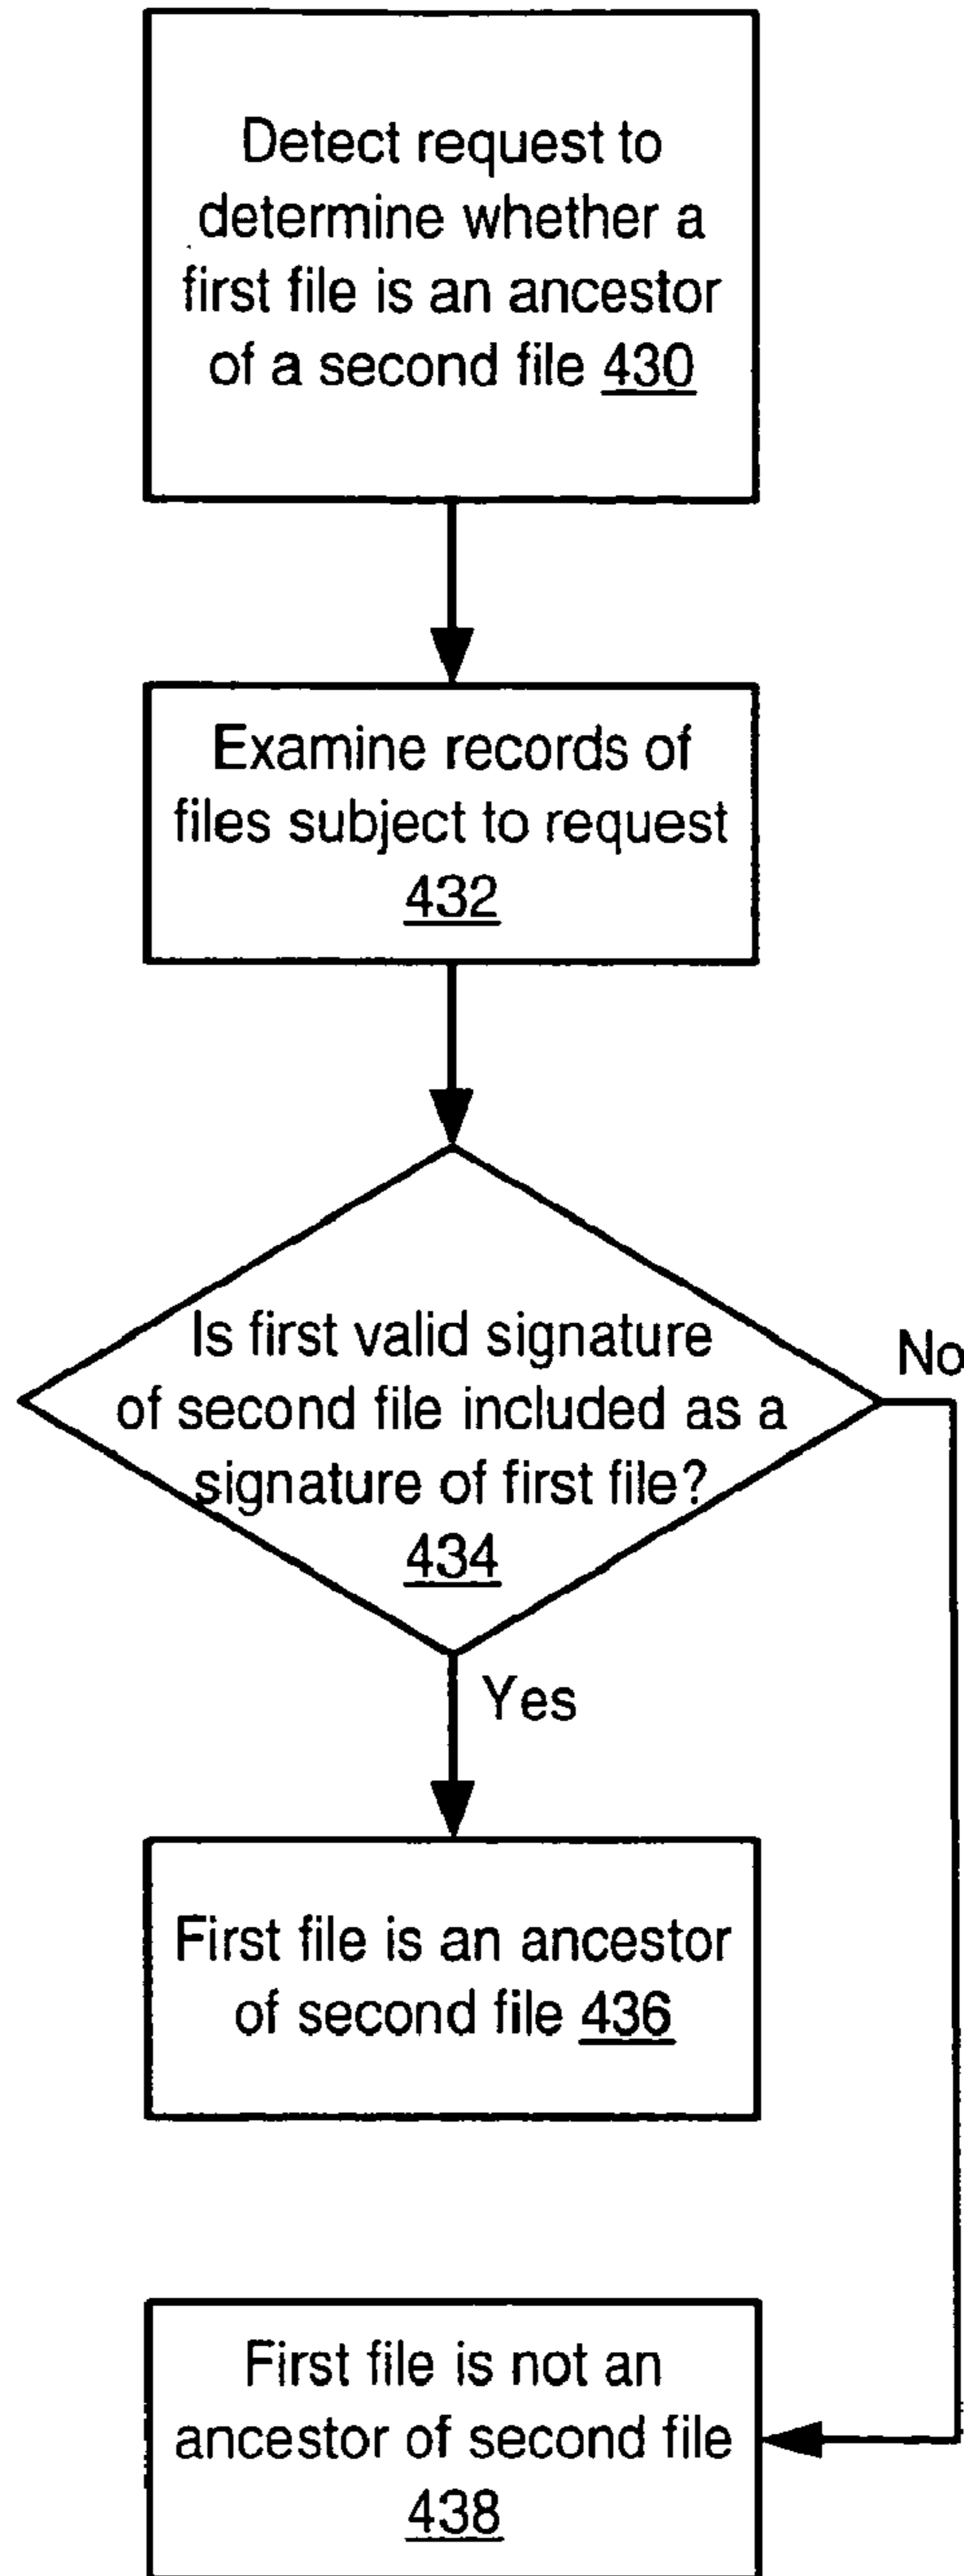 Detect request to
determine whether a
first file is an ancestor
of a second file 430
Examine records of
files subject to request
432
Is first valid signature
of second file included as a
signature of first file?
434
No
Yes
First file is an ancestor
of second file 436
First file is not an
ancestor of second file
438